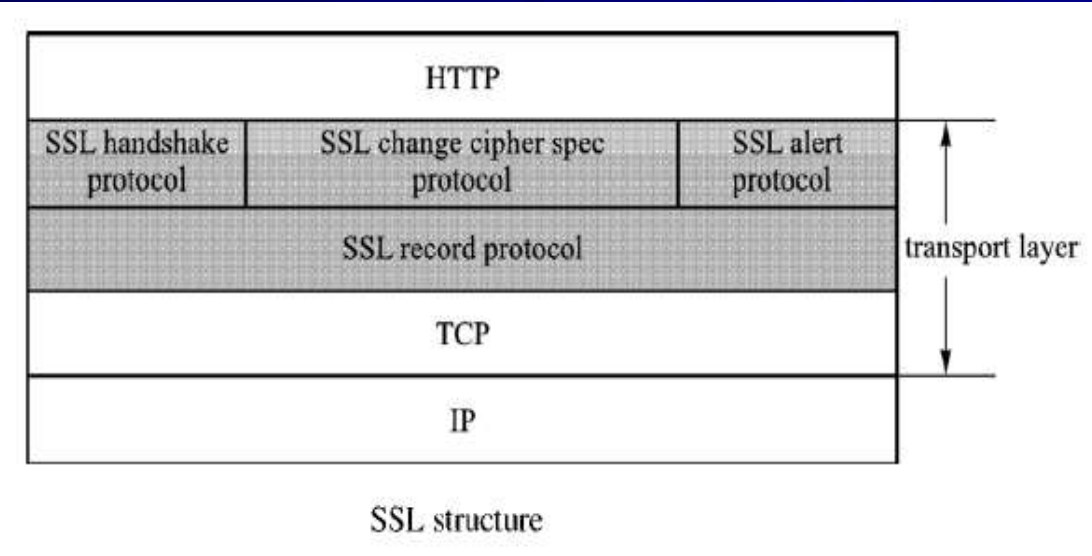 HTTP
SSL handshake
protocol
SSL change cipher spec
protocol
SSL alert
protocol
SSL record protocol
transport layer
TCP
IP
SSL structure